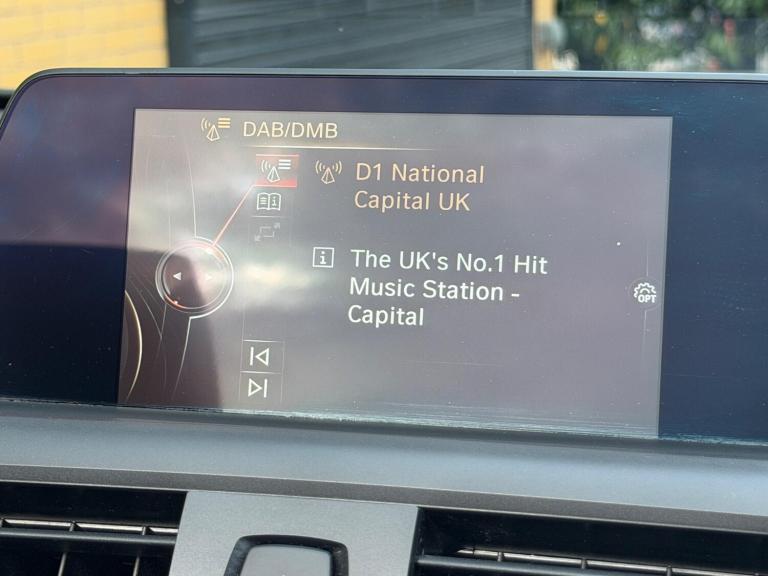 DAB/DMB
D1 National
Capital UK
The UK's No.1 Hit
Music Station -
Capital
OPT